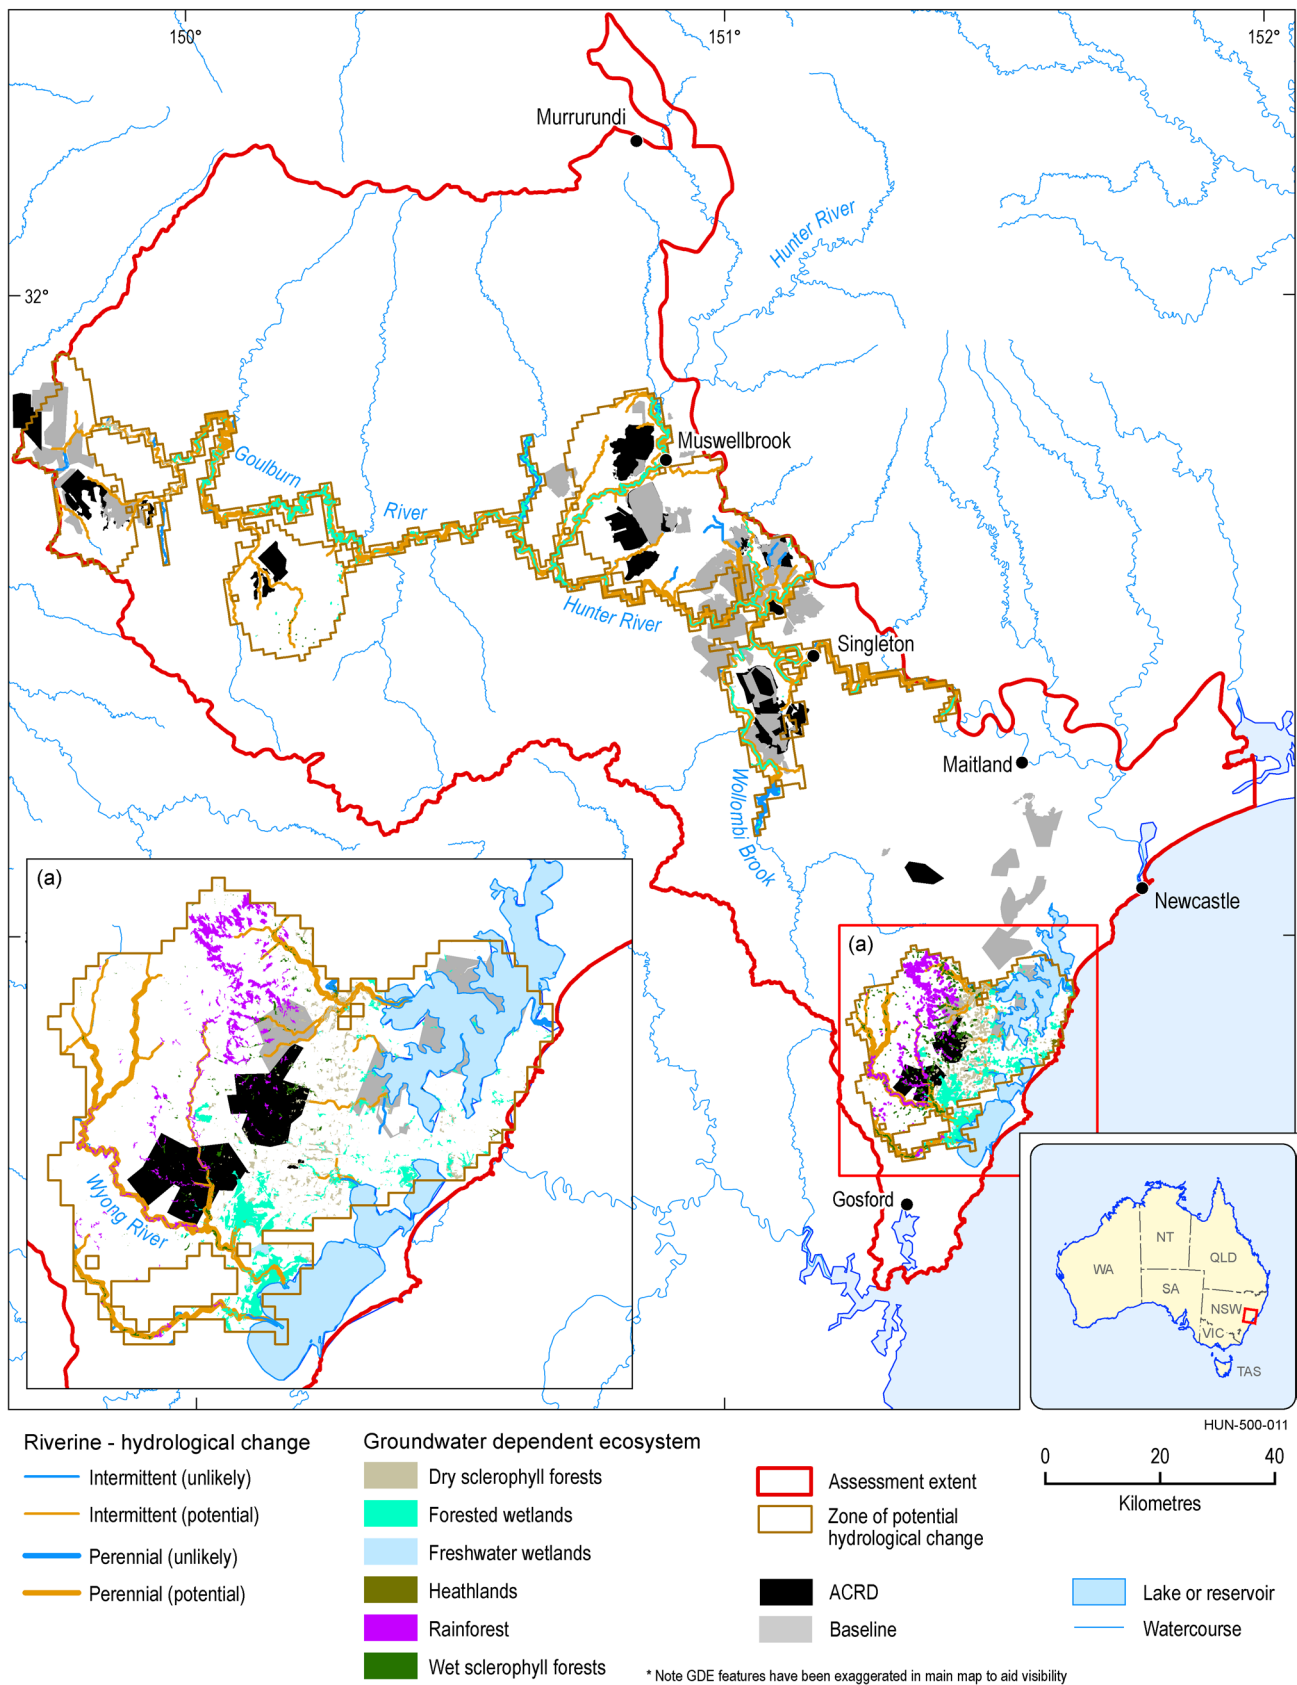 150°
151°
152°
Murrurundi
Hunter River
32°
Muswellbrook
Goulburn
River
Hunter River
Singleton
Maitland
Wollombi Brook
(a)
Newcastle
(a)
Wyong River
Gosford
NT
WA
QLD
SA
NSW
VIC
TAS
HUN-500-011
Riverine - hydrological change
Intermittent (unlikely)
Intermittent (potential)
Perennial (unlikely)
Perennial (potential)
Groundwater dependent ecosystem
Dry sclerophyll forests
Forested wetlands
Freshwater wetlands
Heathlands
Rainforest
Wet sclerophyll forests
Assessment extent
Zone of potential
hydrological change
ACRD
Baseline
0 20 40
Kilometres
Lake or reservoir
Watercourse
* Note GDE features have been exaggerated in main map to aid visibility